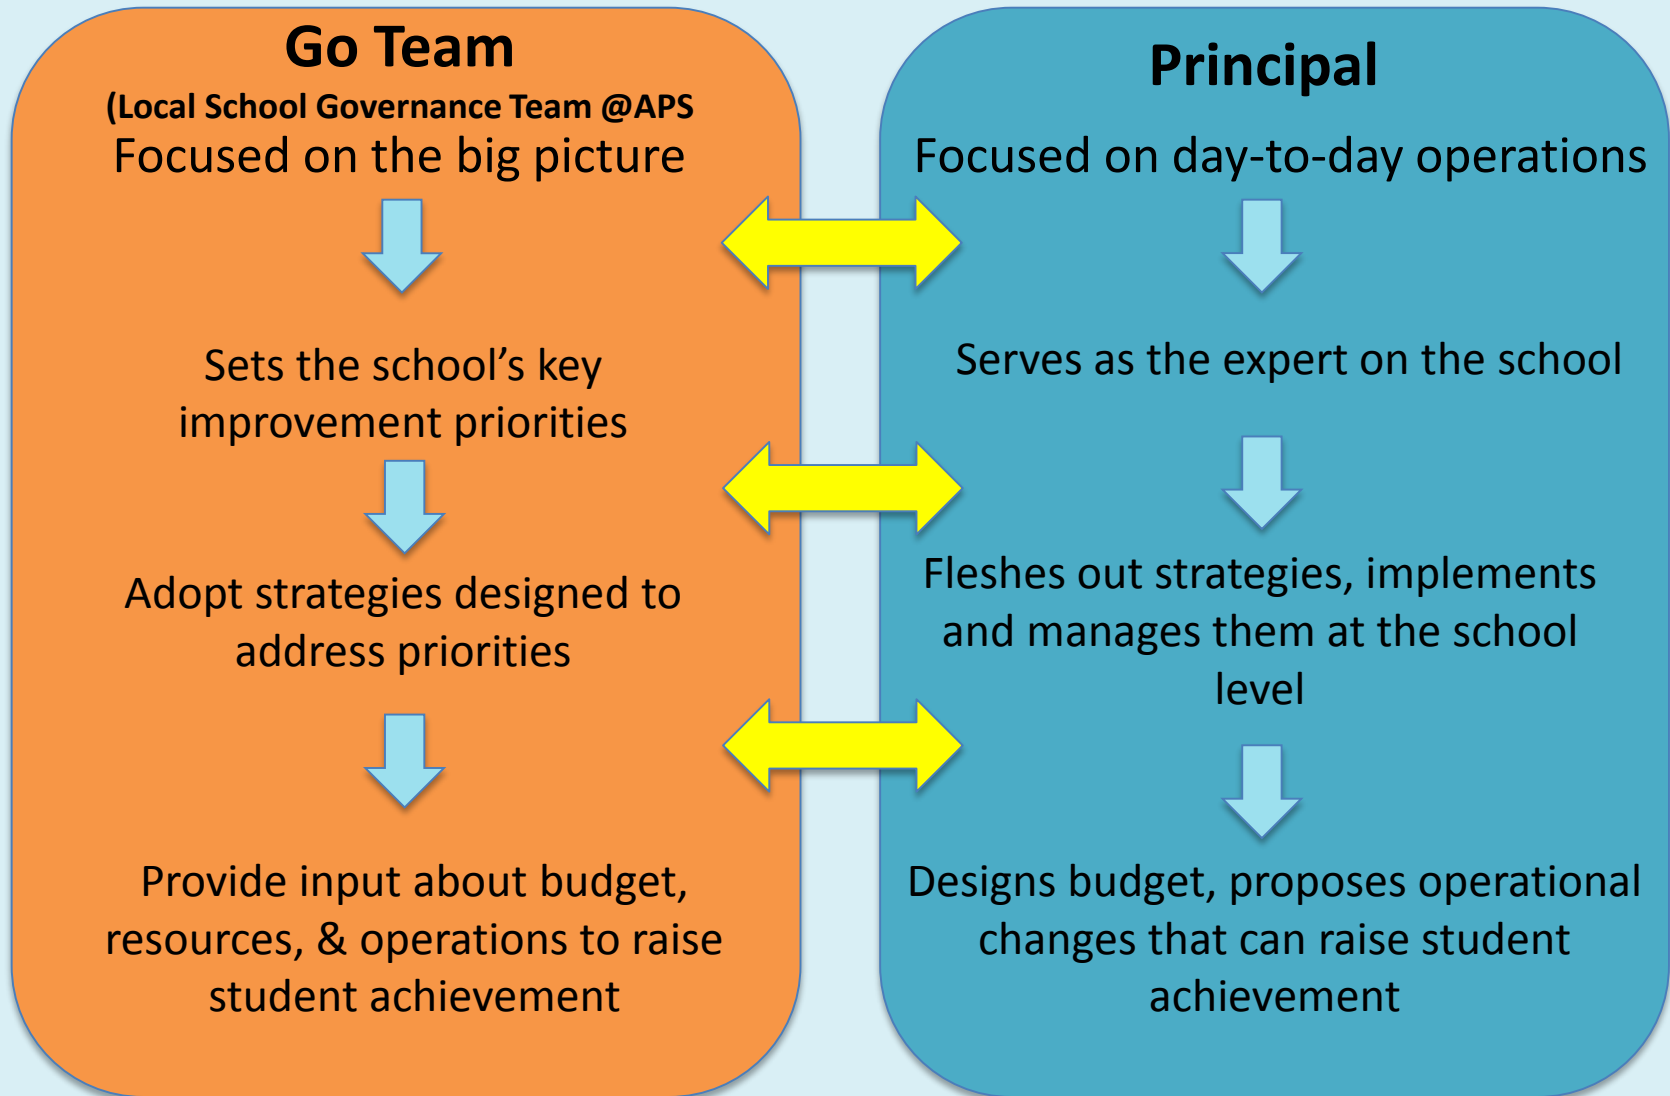 Go Team
(Local School Governance Team @APS
Focused on the big picture
Sets the school’s key
improvement priorities
Adopt strategies designed to
address priorities
Provide input about budget,
resources, & operations to raise
student achievement
Principal
Focused on day-to-day operations
Serves as the expert on the school
Fleshes out strategies, implements
and manages them at the school
level
Designs budget, proposes operational
changes that can raise student
achievement